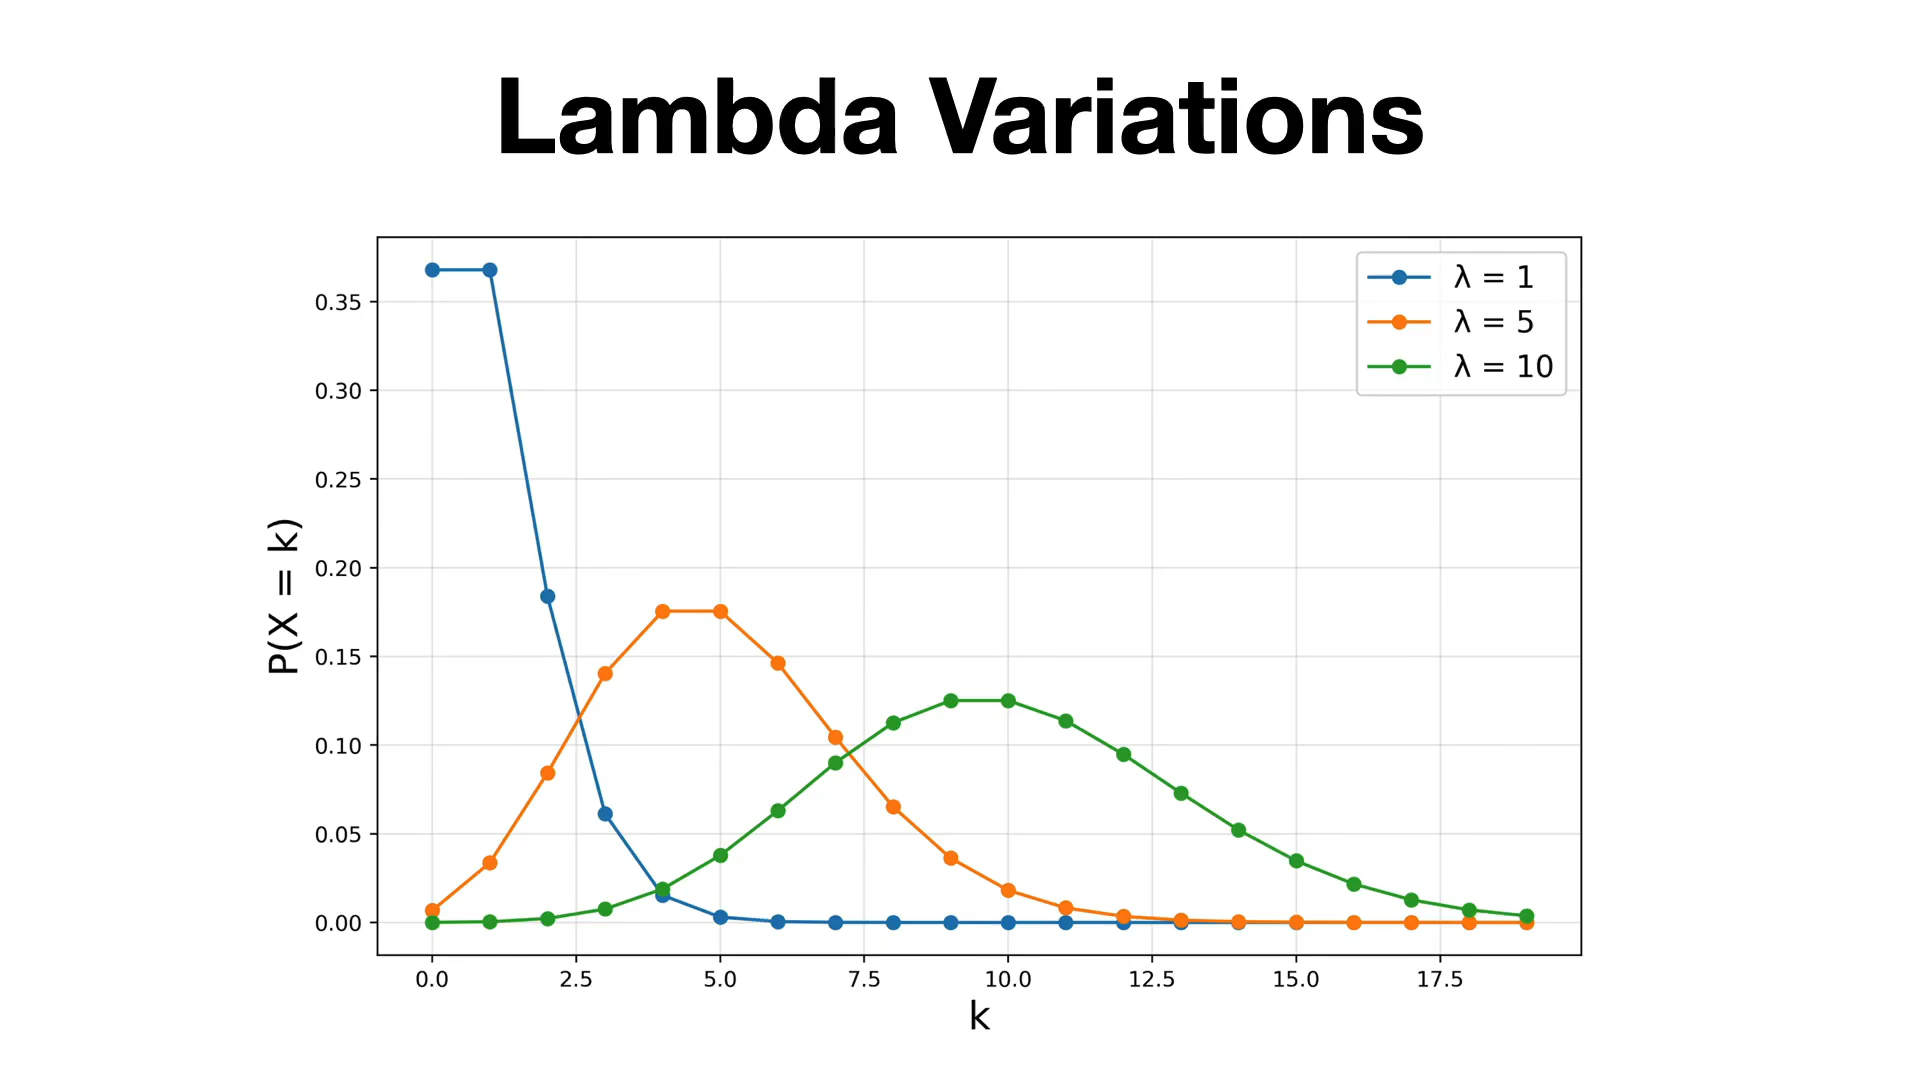 Lambda Variations
λ = 1
λ = 5
λ = 10
P(X = k)
0.35
0.30
0.25
0.20
0.15
0.10
0.05
0.00
0.0 2.5 5.0 7.5 10.0 12.5 15.0 17.5
k